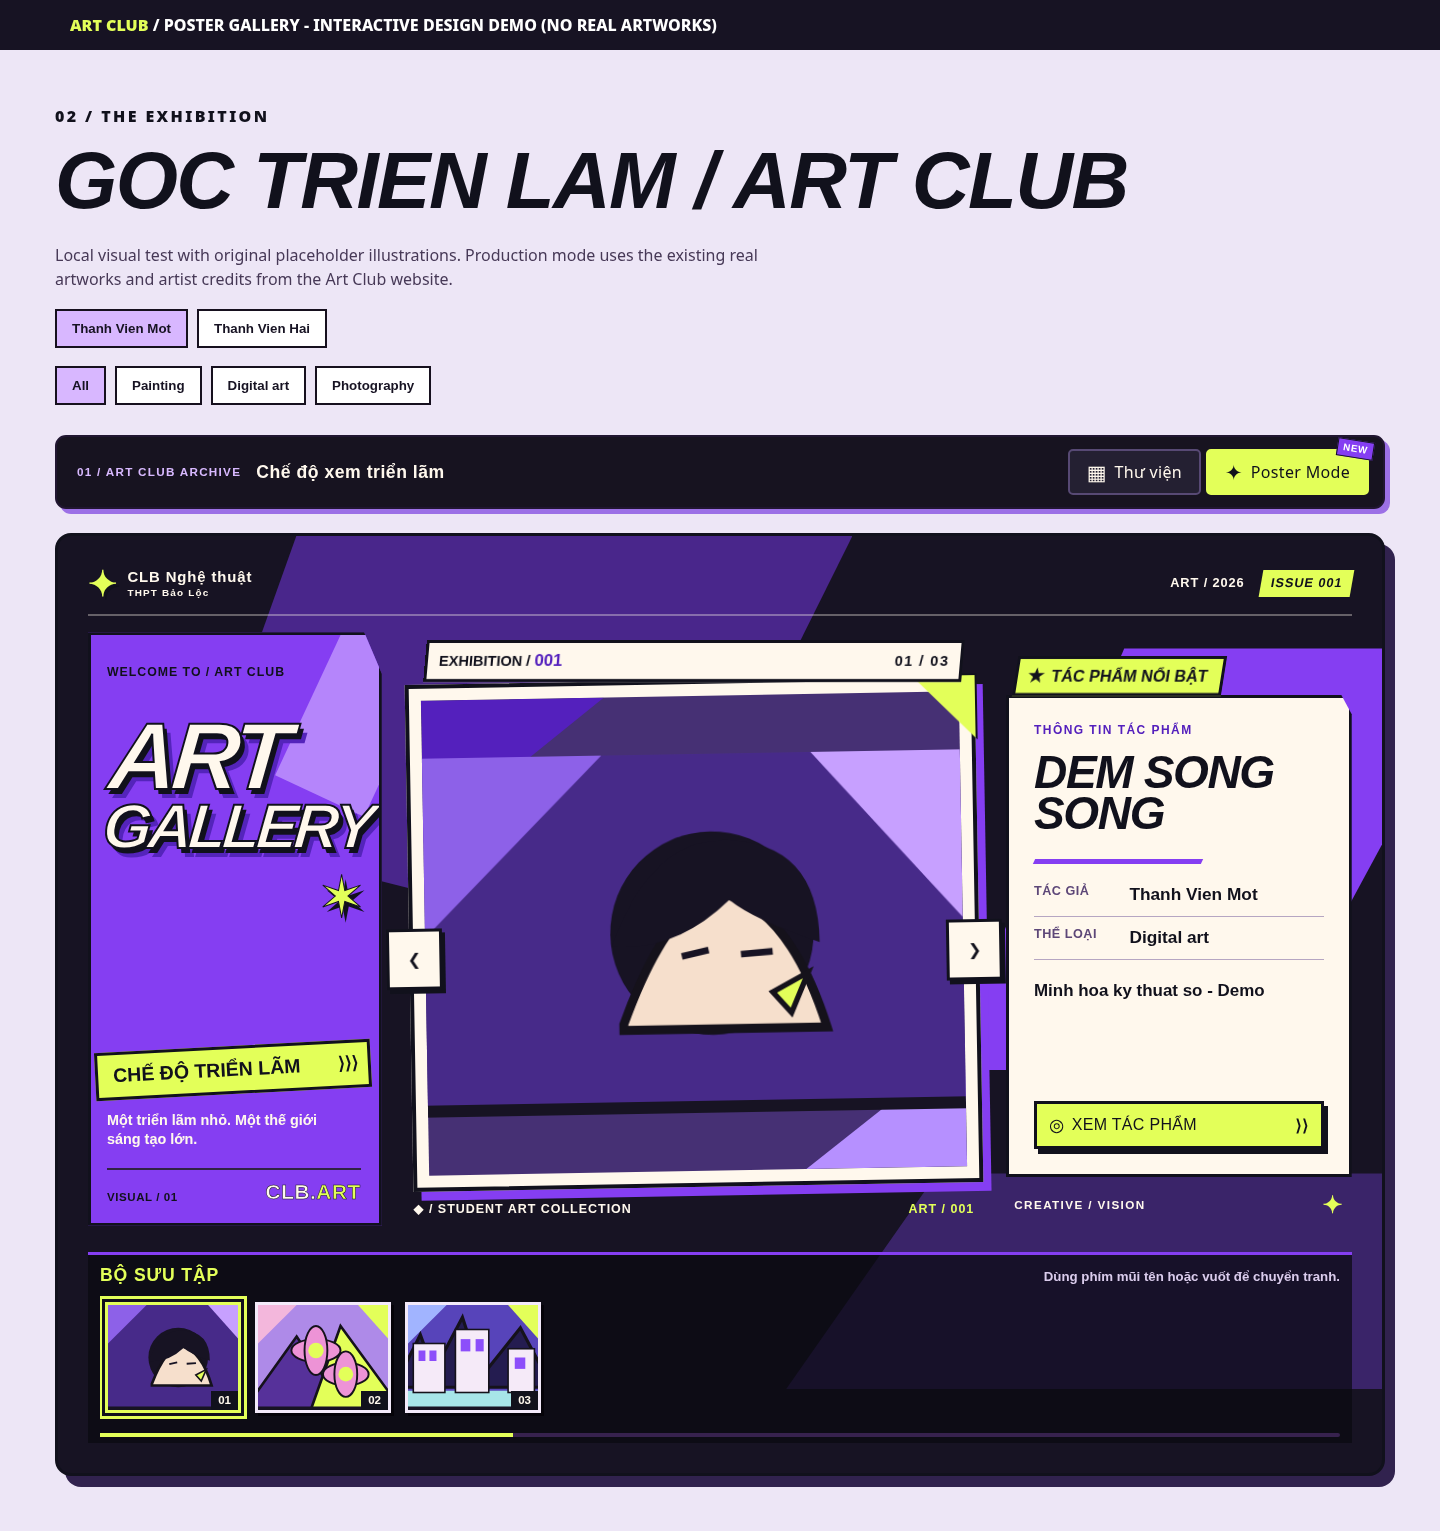 ART CLUB / POSTER GALLERY - INTERACTIVE DESIGN DEMO (NO REAL ARTWORKS)
02 / THE EXHIBITION
GOC TRIEN LAM / ART CLUB
Local visual test with original placeholder illustrations. Production mode uses the existing real
artworks and artist credits from the Art Club website.
Thanh Vien Mot
Thanh Vien Hai
All
Painting
Digital art
Photography
01 / ART CLUB ARCHIVE
Chế độ xem triển lãm
Thư viện
Poster Mode
NEW
CLB Nghệ thuật
THPT Bảo Lộc
ART / 2026
ISSUE 001
WELCOME TO / ART CLUB
ART
GALLERY
CHẾ ĐỘ TRIỂN LÃM
Một triển lãm nhỏ. Một thế giới
sáng tạo lớn.
VISUAL / 01
CLB.ART
EXHIBITION / 001
01 / 03
/ STUDENT ART COLLECTION
ART / 001
TÁC PHẨM NỔI BẬT
THÔNG TIN TÁC PHẨM
DEM SONG
SONG
TÁC GIẢ
Thanh Vien Mot
THỂ LOẠI
Digital art
Minh hoa ky thuat so - Demo
XEM TÁC PHẨM
CREATIVE / VISION
BỘ SƯU TẬP
Dùng phím mũi tên hoặc vuốt để chuyển tranh.
01
02
03